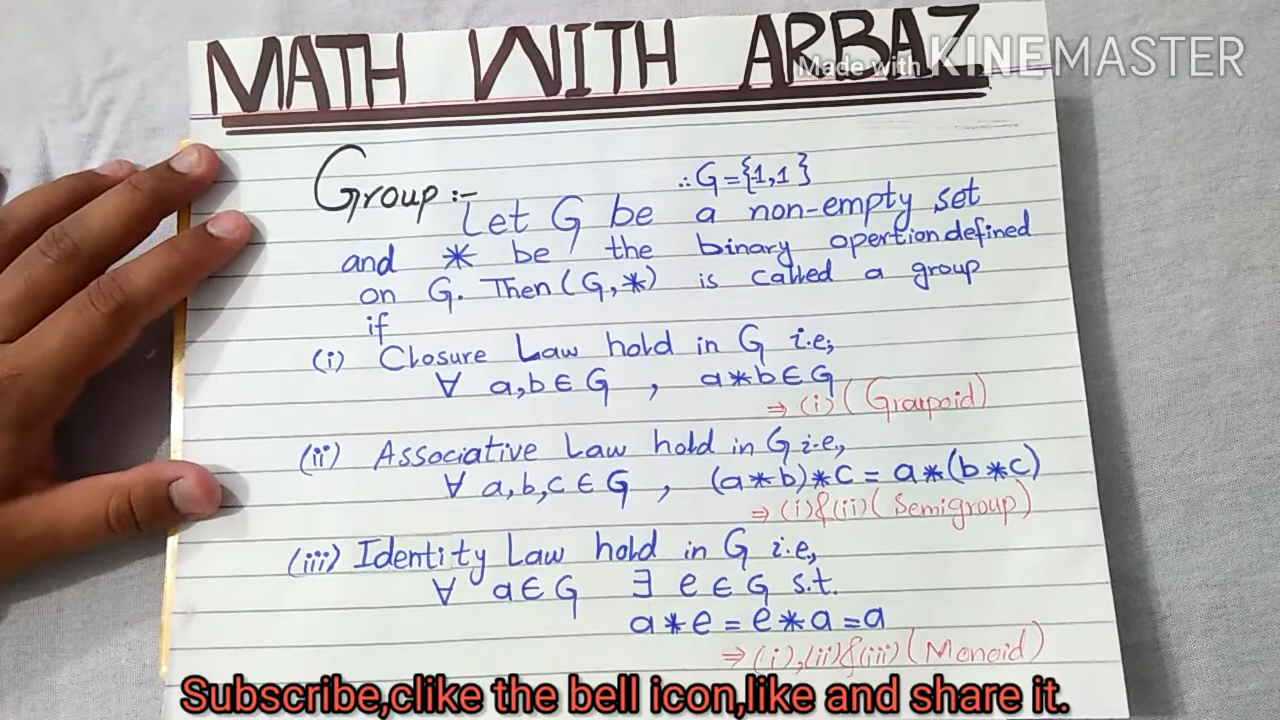 MATH WITH ARBAZ
Made with KINEMASTER
Group :-
∴ G = {1,1}
Let G be a non-empty set
and * be the binary opertion defined
on G. Then (G,*) is called a group
if
(i) Closure Law hold in G i.e,
∀ a,b ∈ G , a*b ∈ G
⇒ (i) (Groupoid)
(ii) Associative Law hold in G i.e,
∀ a,b,c ∈ G , (a*b)*c = a*(b*c)
⇒ (i) & (ii) (Semigroup)
(iii) Identity Law hold in G i.e,
∀ a ∈ G ∃ e ∈ G s.t.
a*e = e*a = a
⇒ (i),(ii) & (iii) (Monoid)
Subscribe,clike the bell icon,like and share it.